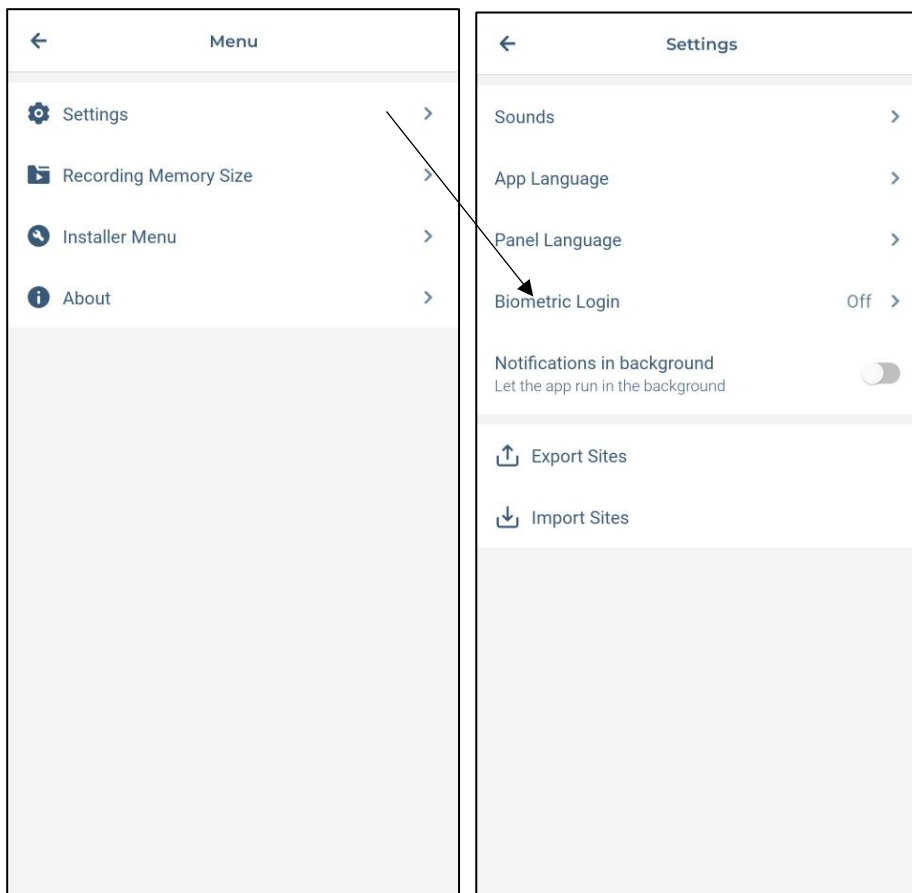 Menu
Settings
Recording Memory Size
Installer Menu
About
Settings
Sounds
App Language
Panel Language
Biometric Login Off
Notifications in background
Let the app run in the background
Export Sites
Import Sites